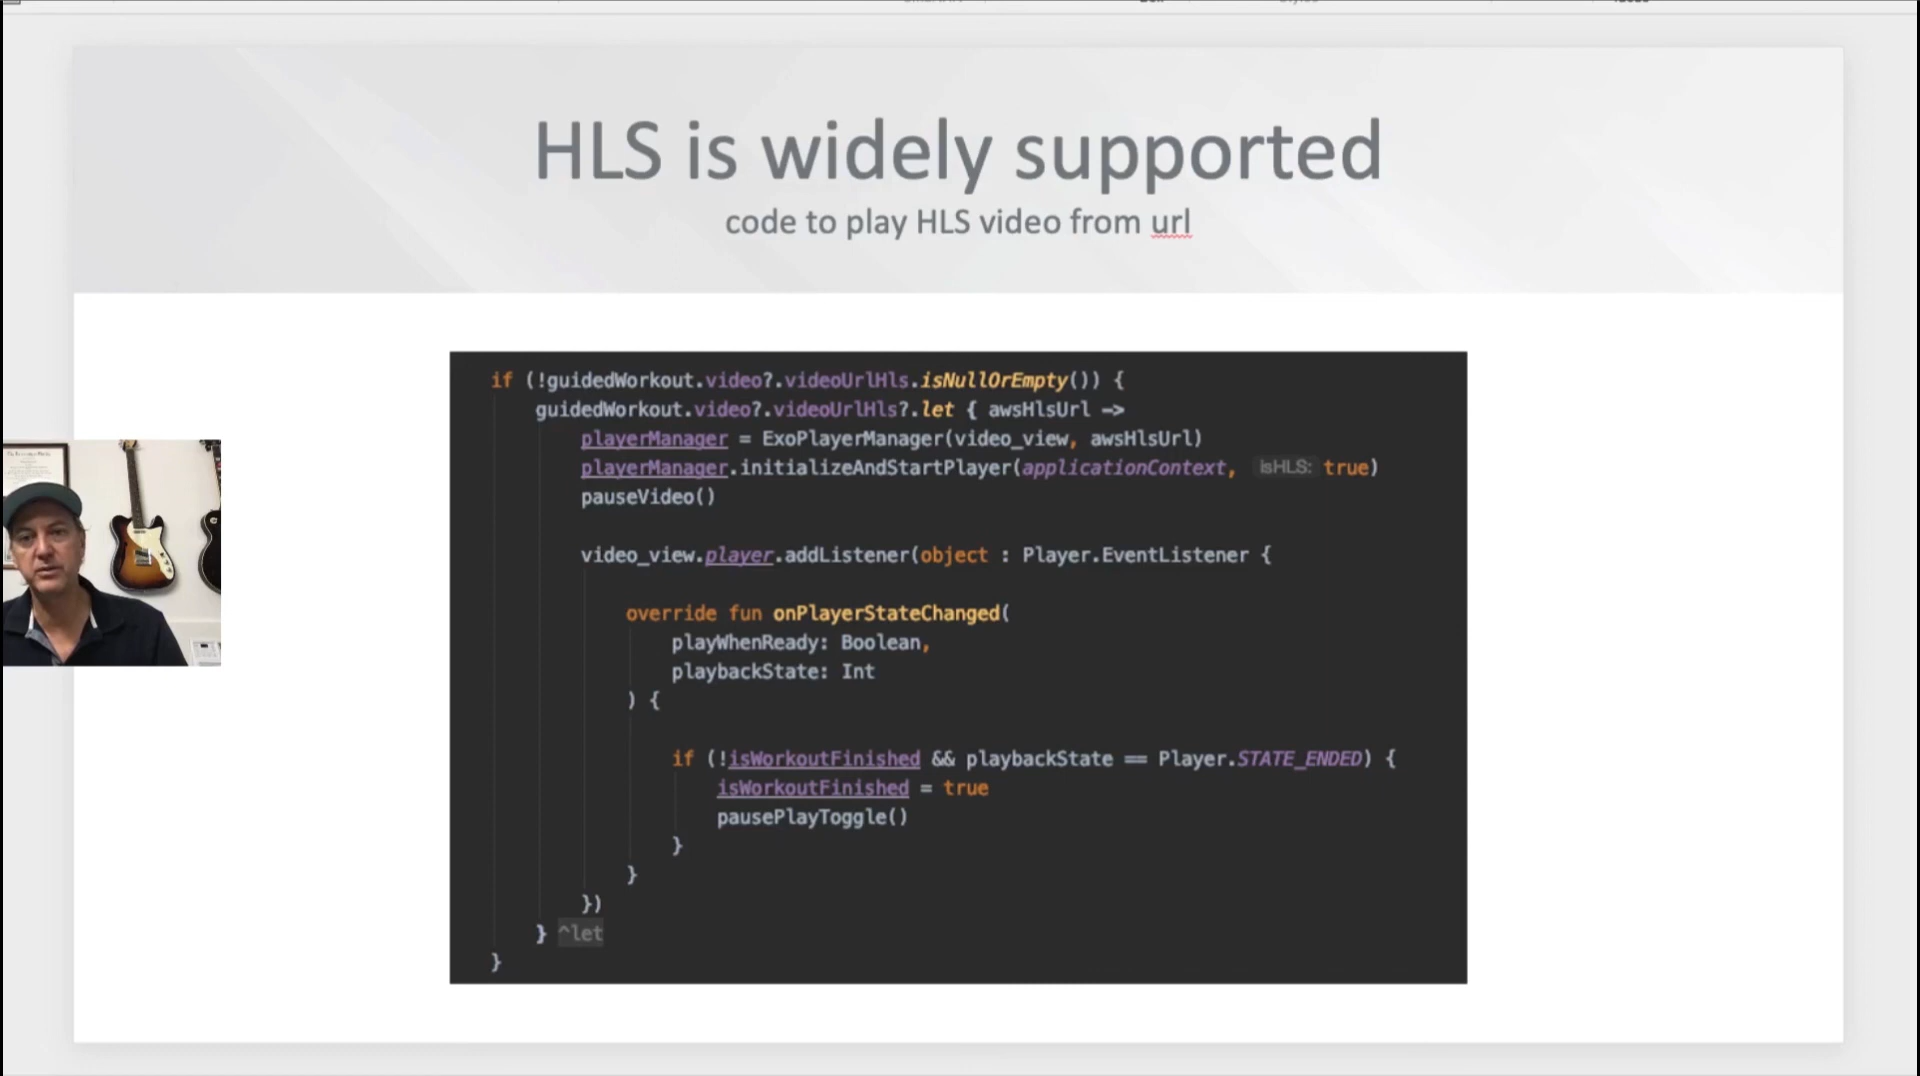 HLS is widely supported
code to play HLS video from url
if (!guidedWorkout.video?.videoUrlHls.isNullOrEmpty()) {
guidedWorkout.video?.videoUrlHls?.let { awsHlsUrl ->
playerManager = ExoPlayerManager(video_view, awsHlsUrl)
playerManager.initializeAndStartPlayer(applicationContext, isHLS: true)
pauseVideo()
video_view.player.addListener(object : Player.EventListener {
override fun onPlayerStateChanged(
playWhenReady: Boolean,
playbackState: Int
) {
if (!isWorkoutFinished && playbackState == Player.STATE_ENDED) {
isWorkoutFinished = true
pausePlayToggle()
}
}
})
} ^let
}